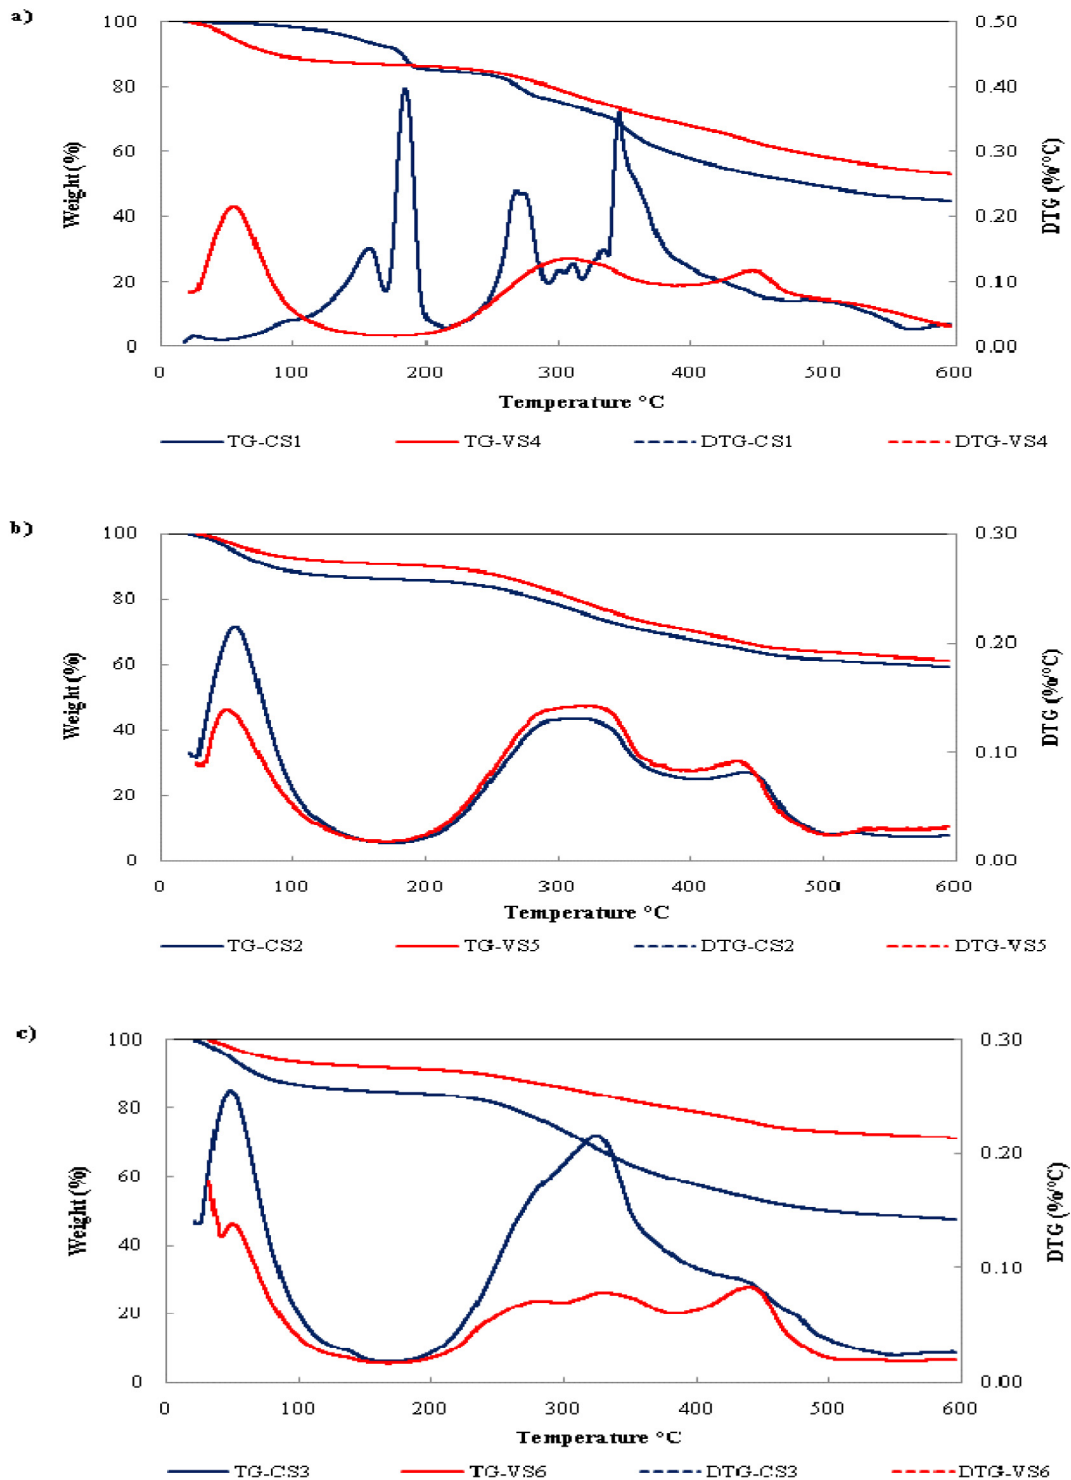 a)
100
80
60
40
20
0
Weight (%)
0.50
0.40
0.30
0.20
0.10
0.00
DTG (%/°C)
0 100 200 300 400 500 600
Temperature °C
TG-CS1 TG-VS4 DTG-CS1 DTG-VS4
b)
100
80
60
40
20
0
Weight (%)
0.30
0.20
0.10
0.00
DTG (%/°C)
0 100 200 300 400 500 600
Temperature °C
TG-CS2 TG-VS5 DTG-CS2 DTG-VS5
c)
100
80
60
40
20
0
Weight (%)
0.30
0.20
0.10
0.00
DTG (%/°C)
0 100 200 300 400 500 600
Temperature °C
TG-CS3 TG-VS6 DTG-CS3 DTG-VS6